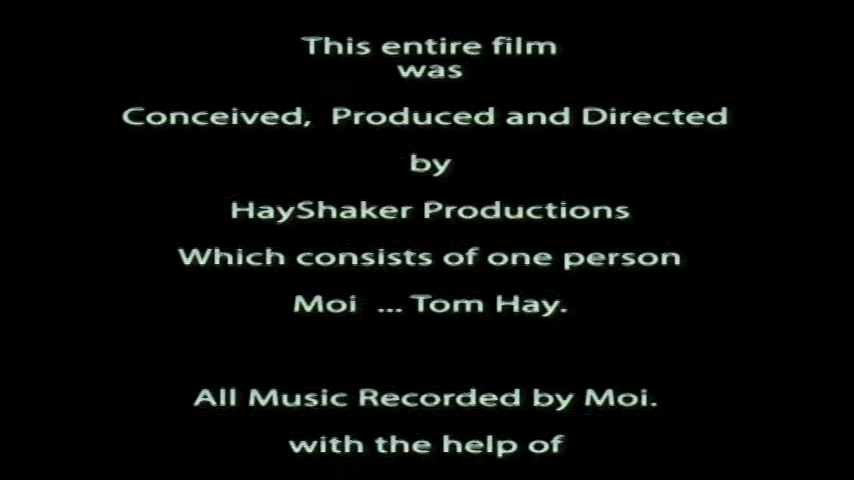 This entire film
was
Conceived,  Produced and Directed
by
HayShaker Productions
Which consists of one person
Moi  ... Tom Hay.
All Music Recorded by Moi.
with the help of